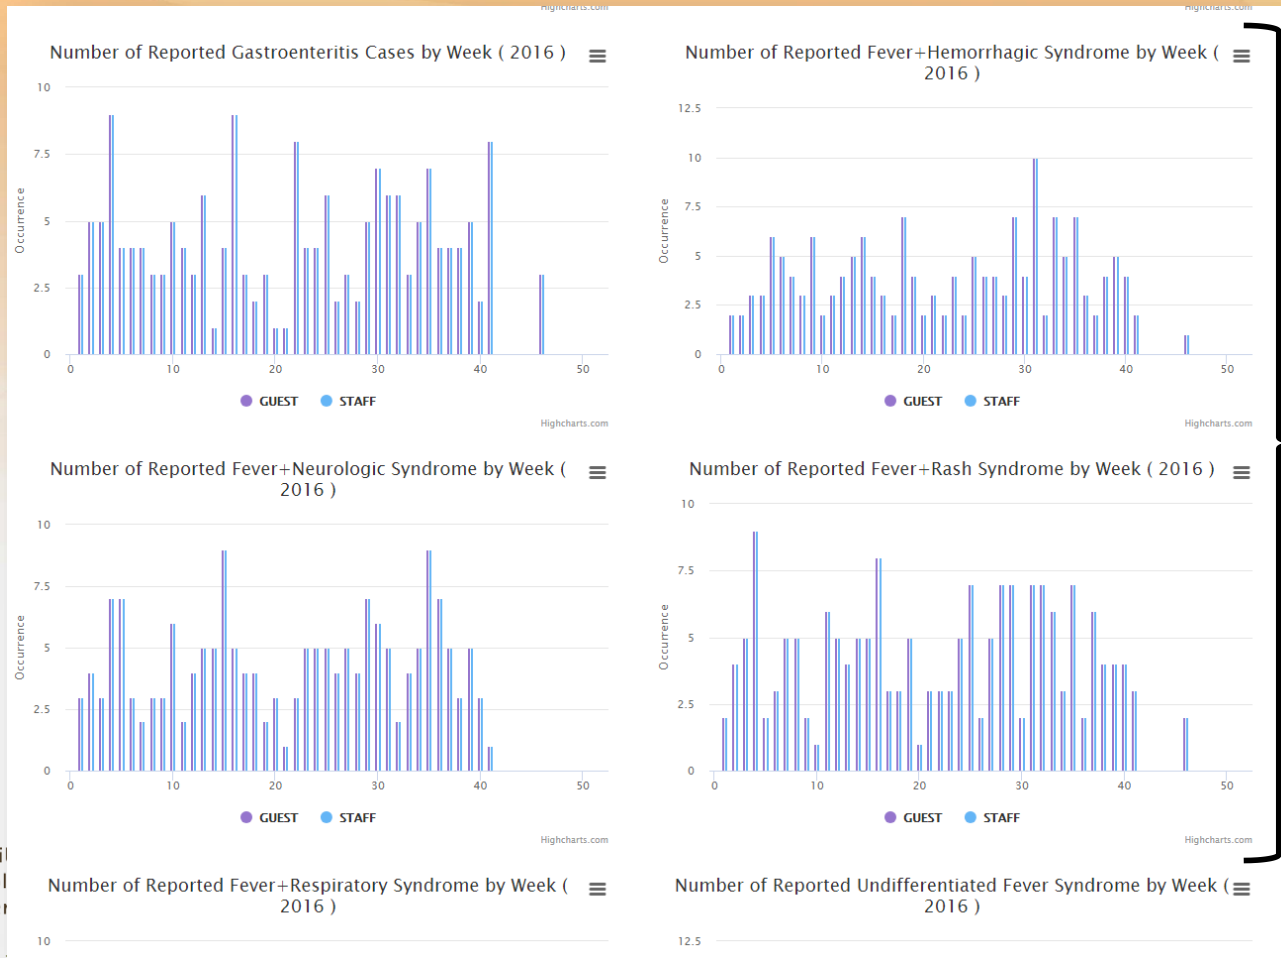 Highcharts.com
Highcharts.com
Number of Reported Gastroenteritis Cases by Week ( 2016 )
10
7.5
5
2.5
0
Occurrence
0 10 20 30 40 50
GUEST STAFF
Highcharts.com
Number of Reported Fever+Hemorrhagic Syndrome by Week (
2016 )
12.5
10
7.5
5
2.5
0
Occurrence
0 10 20 30 40 50
GUEST STAFF
Highcharts.com
Number of Reported Fever+Neurologic Syndrome by Week (
2016 )
10
7.5
5
2.5
0
Occurrence
0 10 20 30 40 50
GUEST STAFF
Highcharts.com
Number of Reported Fever+Rash Syndrome by Week ( 2016 )
10
7.5
5
2.5
0
Occurrence
0 10 20 30 40 50
GUEST STAFF
Highcharts.com
Number of Reported Fever+Respiratory Syndrome by Week (
2016 )
10
Number of Reported Undifferentiated Fever Syndrome by Week (
2016 )
12.5